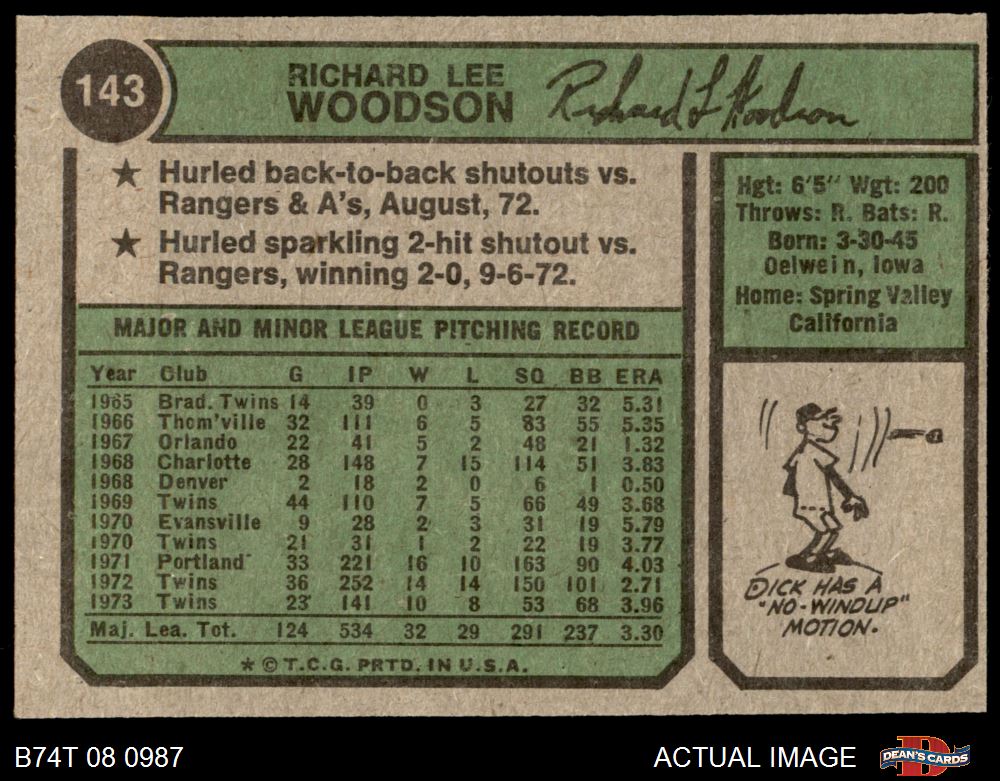 143
RICHARD LEE
WOODSON
Richard L Woodson
★ Hurled back-to-back shutouts vs.
Rangers & A's, August, 72.
★ Hurled sparkling 2-hit shutout vs.
Rangers, winning 2-0, 9-6-72.
MAJOR AND MINOR LEAGUE PITCHING RECORD
Year Club G IP W L SO BB ERA
1965 Brad. Twins 14 39 0 3 27 32 5.31
1966 Thom'ville 32 111 6 5 83 55 5.35
1967 Orlando 22 41 5 2 48 21 1.32
1968 Charlotte 28 148 7 15 114 51 3.83
1968 Denver 2 18 2 0 6 1 0.50
1969 Twins 44 110 7 5 66 49 3.68
1970 Evansville 9 28 2 3 31 19 5.79
1970 Twins 21 31 1 2 22 19 3.77
1971 Portland 33 221 16 10 163 90 4.03
1972 Twins 36 252 14 14 150 101 2.71
1973 Twins 23 141 10 8 53 68 3.96
Maj. Lea. Tot. 124 534 32 29 291 237 3.30
★ © T.C.G. PRTD. IN U.S.A.
Hgt: 6'5" Wgt: 200
Throws: R. Bats: R.
Born: 3-30-45
Oelwein, Iowa
Home: Spring Valley
California
DICK HAS A
"NO-WINDUP"
MOTION.
B74T 08 0987
ACTUAL IMAGE
DEAN'S CARDS